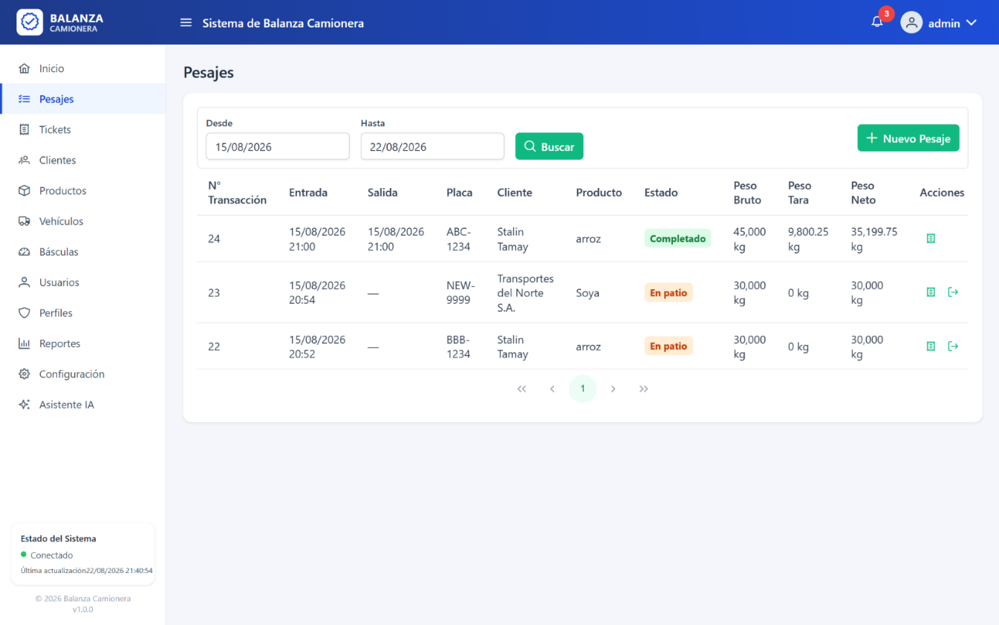 BALANZA
CAMIONERA
Sistema de Balanza Camionera
3
admin
Inicio
Pesajes
Tickets
Clientes
Productos
Vehículos
Básculas
Usuarios
Perfiles
Reportes
Configuración
Asistente IA
Estado del Sistema
Conectado
Última actualización22/08/2026 21:40:54
© 2026 Balanza Camionera
v1.0.0
Pesajes
Desde
Hasta
15/08/2026
22/08/2026
Buscar
Nuevo Pesaje
N° Transacción Entrada Salida Placa Cliente Producto Estado Peso Bruto Peso Tara Peso Neto Acciones
24 15/08/2026 21:00 15/08/2026 21:00 ABC-1234 Stalin Tamay arroz Completado 45,000 kg 9,800.25 kg 35,199.75 kg
23 15/08/2026 20:54 — NEW-9999 Transportes del Norte S.A. Soya En patio 30,000 kg 0 kg 30,000 kg
22 15/08/2026 20:52 — BBB-1234 Stalin Tamay arroz En patio 30,000 kg 0 kg 30,000 kg
1